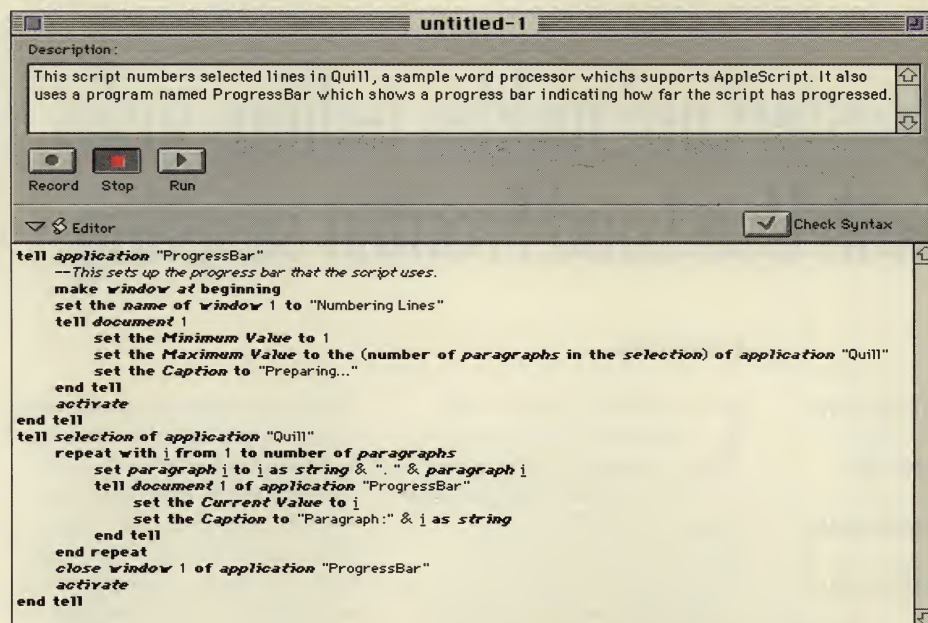 untitled-1
Description:
This script numbers selected lines in Quill, a sample word processor whichs supports AppleScript. It also
uses a program named ProgressBar which shows a progress bar indicating how far the script has progressed.
Record Stop Run
Editor Check Syntax
tell application "ProgressBar"
--This sets up the progress bar that the script uses.
make window at beginning
set the name of window 1 to "Numbering Lines"
tell document 1
set the Minimum Value to 1
set the Maximum Value to the (number of paragraphs in the selection) of application "Quill"
set the Caption to "Preparing..."
end tell
activate
end tell
tell selection of application "Quill"
repeat with i from 1 to number of paragraphs
set paragraph i to i as string & ". " & paragraph i
tell document 1 of application "ProgressBar"
set the Current Value to i
set the Caption to "Paragraph:" & i as string
end tell
end repeat
close window 1 of application "ProgressBar"
activate
end tell